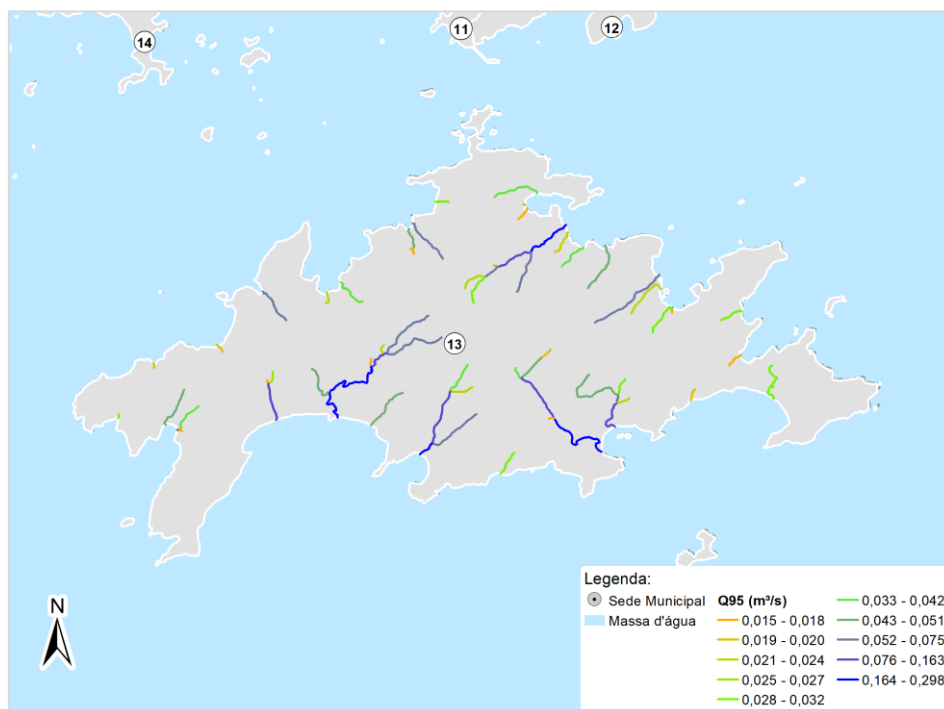 14
11
12
13
N
Legenda:
Sede Municipal
Massa d'água
Q95 (m³/s)
0,015 - 0,018
0,019 - 0,020
0,021 - 0,024
0,025 - 0,027
0,028 - 0,032
0,033 - 0,042
0,043 - 0,051
0,052 - 0,075
0,076 - 0,163
0,164 - 0,298